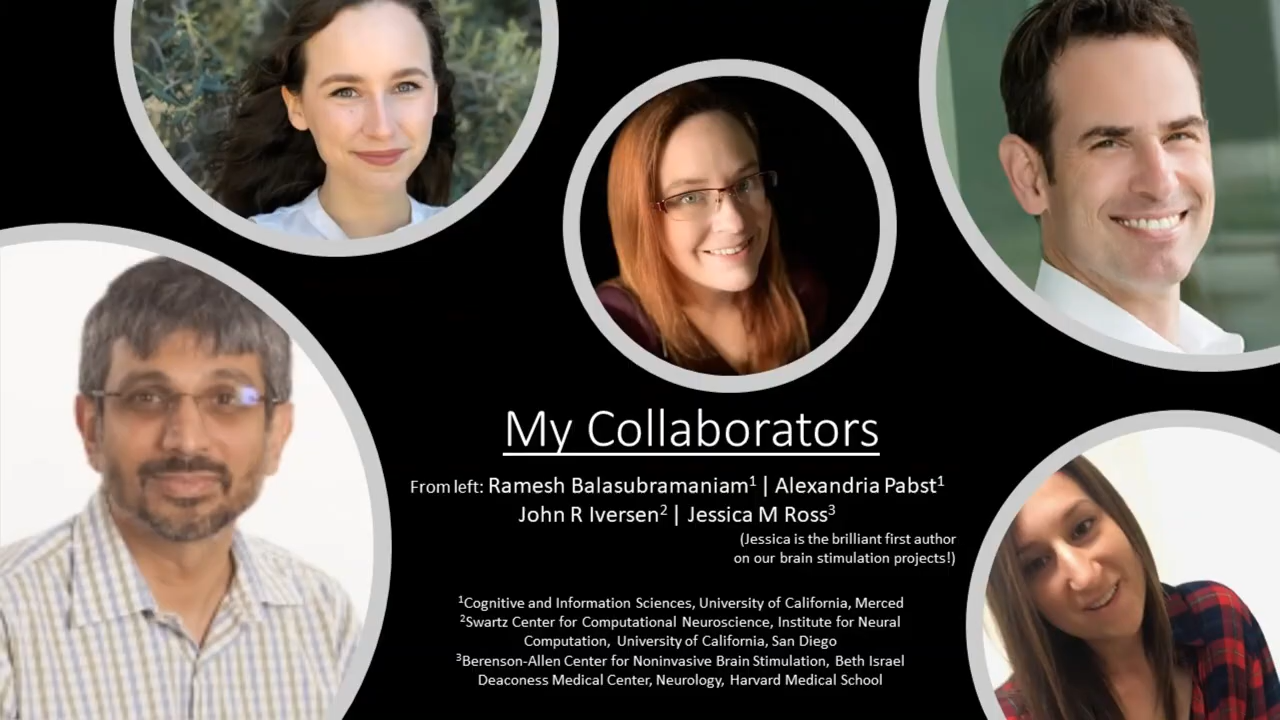 My Collaborators
From left: Ramesh Balasubramaniam¹ | Alexandria Pabst¹
John R Iversen² | Jessica M Ross³
(Jessica is the brilliant first author
on our brain stimulation projects!)
¹Cognitive and Information Sciences, University of California, Merced
²Swartz Center for Computational Neuroscience, Institute for Neural
Computation, University of California, San Diego
³Berenson-Allen Center for Noninvasive Brain Stimulation, Beth Israel
Deaconess Medical Center, Neurology, Harvard Medical School